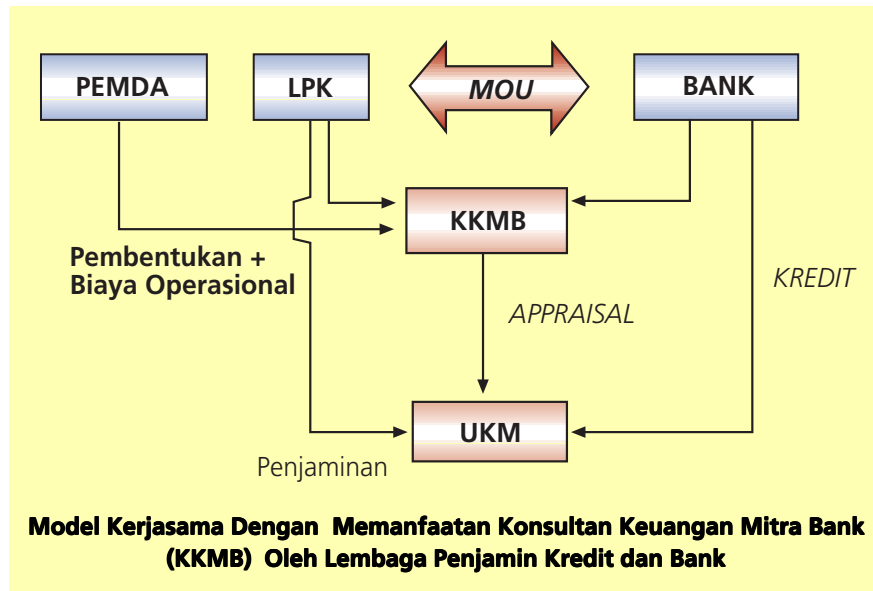 PEMDA
LPK
MOU
BANK
KKMB
Pembentukan +
Biaya Operasional
KREDIT
APPRAISAL
UKM
Penjaminan
Model Kerjasama Dengan Memanfaatan Konsultan Keuangan Mitra Bank
(KKMB) Oleh Lembaga Penjamin Kredit dan Bank